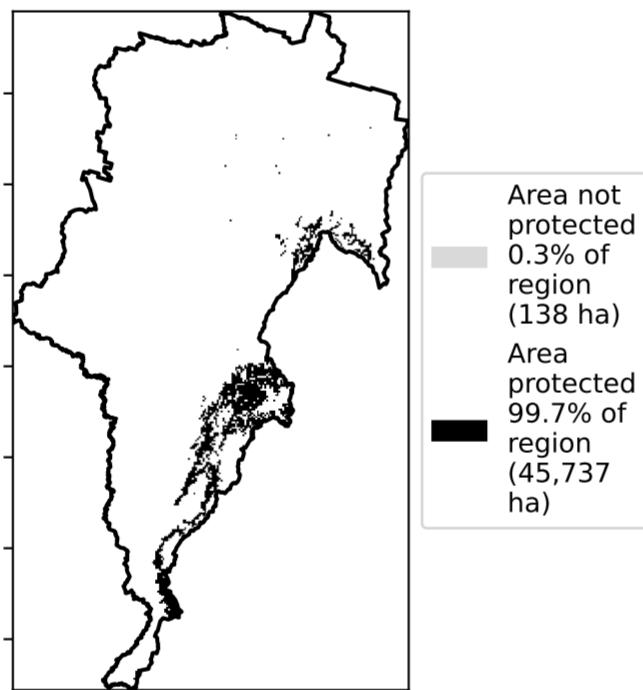 Area not
protected
0.3% of
region
(138 ha)
Area
protected
99.7% of
region
(45,737
ha)